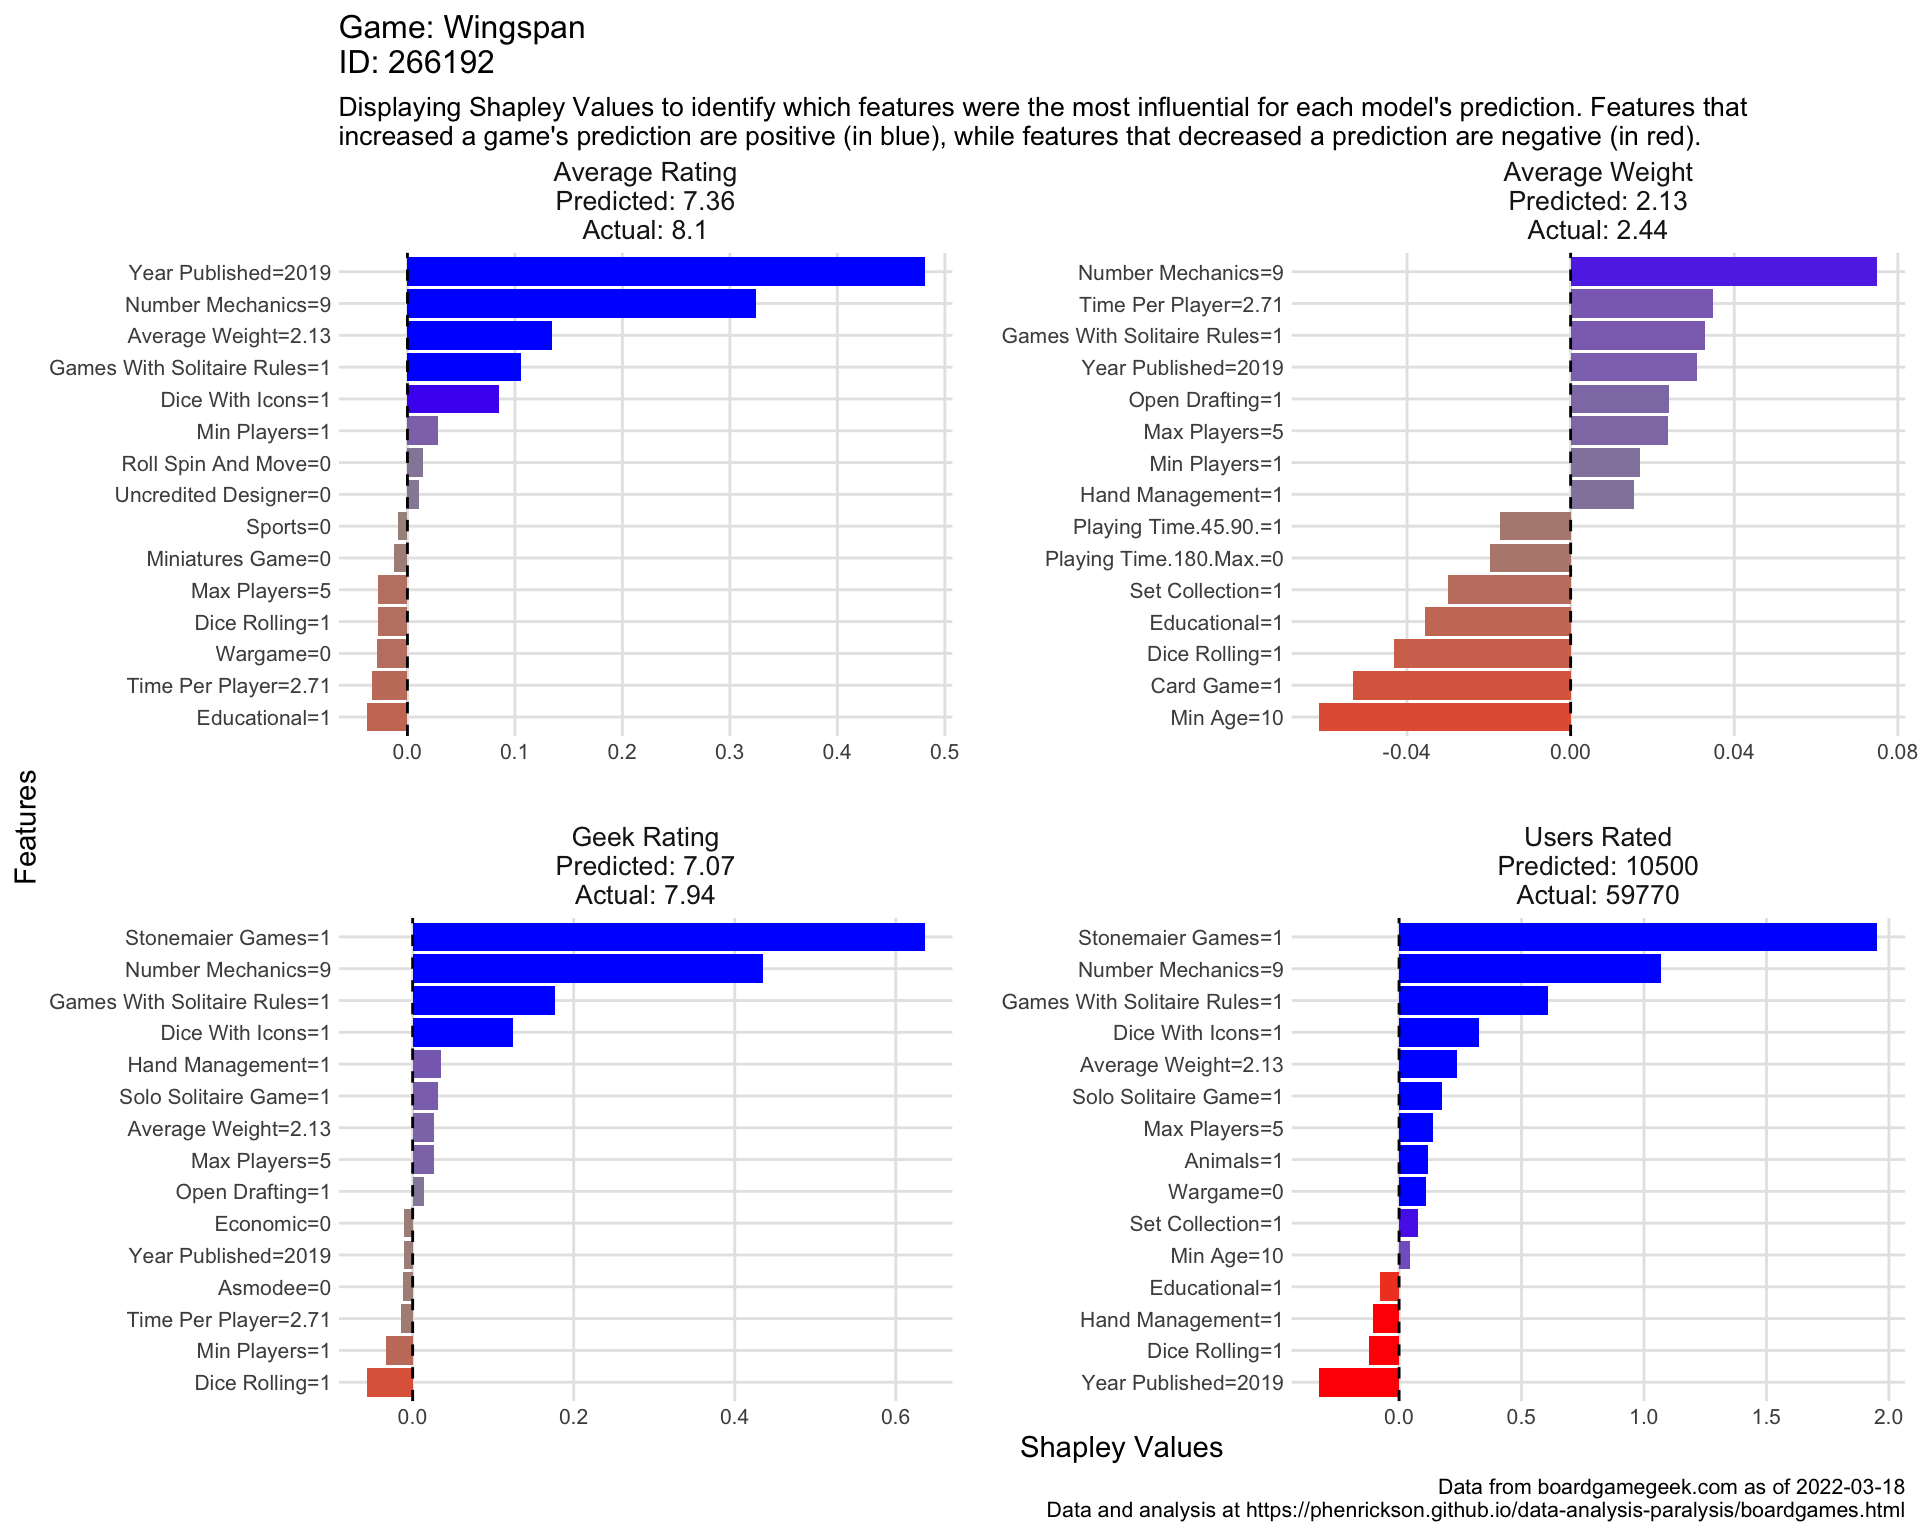 Game: Wingspan
ID: 266192
Displaying Shapley Values to identify which features were the most influential for each model's prediction. Features that
increased a game's prediction are positive (in blue), while features that decreased a prediction are negative (in red).
Average Rating
Predicted: 7.36
Actual: 8.1
Year Published=2019
Number Mechanics=9
Average Weight=2.13
Games With Solitaire Rules=1
Dice With Icons=1
Min Players=1
Roll Spin And Move=0
Uncredited Designer=0
Sports=0
Miniatures Game=0
Max Players=5
Dice Rolling=1
Wargame=0
Time Per Player=2.71
Educational=1
0.0 0.1 0.2 0.3 0.4 0.5
Average Weight
Predicted: 2.13
Actual: 2.44
Number Mechanics=9
Time Per Player=2.71
Games With Solitaire Rules=1
Year Published=2019
Open Drafting=1
Max Players=5
Min Players=1
Hand Management=1
Playing Time.45.90.=1
Playing Time.180.Max.=0
Set Collection=1
Educational=1
Dice Rolling=1
Card Game=1
Min Age=10
-0.04 0.00 0.04 0.08
Features
Geek Rating
Predicted: 7.07
Actual: 7.94
Stonemaier Games=1
Number Mechanics=9
Games With Solitaire Rules=1
Dice With Icons=1
Hand Management=1
Solo Solitaire Game=1
Average Weight=2.13
Max Players=5
Open Drafting=1
Economic=0
Year Published=2019
Asmodee=0
Time Per Player=2.71
Min Players=1
Dice Rolling=1
0.0 0.2 0.4 0.6
Users Rated
Predicted: 10500
Actual: 59770
Stonemaier Games=1
Number Mechanics=9
Games With Solitaire Rules=1
Dice With Icons=1
Average Weight=2.13
Solo Solitaire Game=1
Max Players=5
Animals=1
Wargame=0
Set Collection=1
Min Age=10
Educational=1
Hand Management=1
Dice Rolling=1
Year Published=2019
0.0 0.5 1.0 1.5 2.0
Shapley Values
Data from boardgamegeek.com as of 2022-03-18
Data and analysis at https://phenrickson.github.io/data-analysis-paralysis/boardgames.html